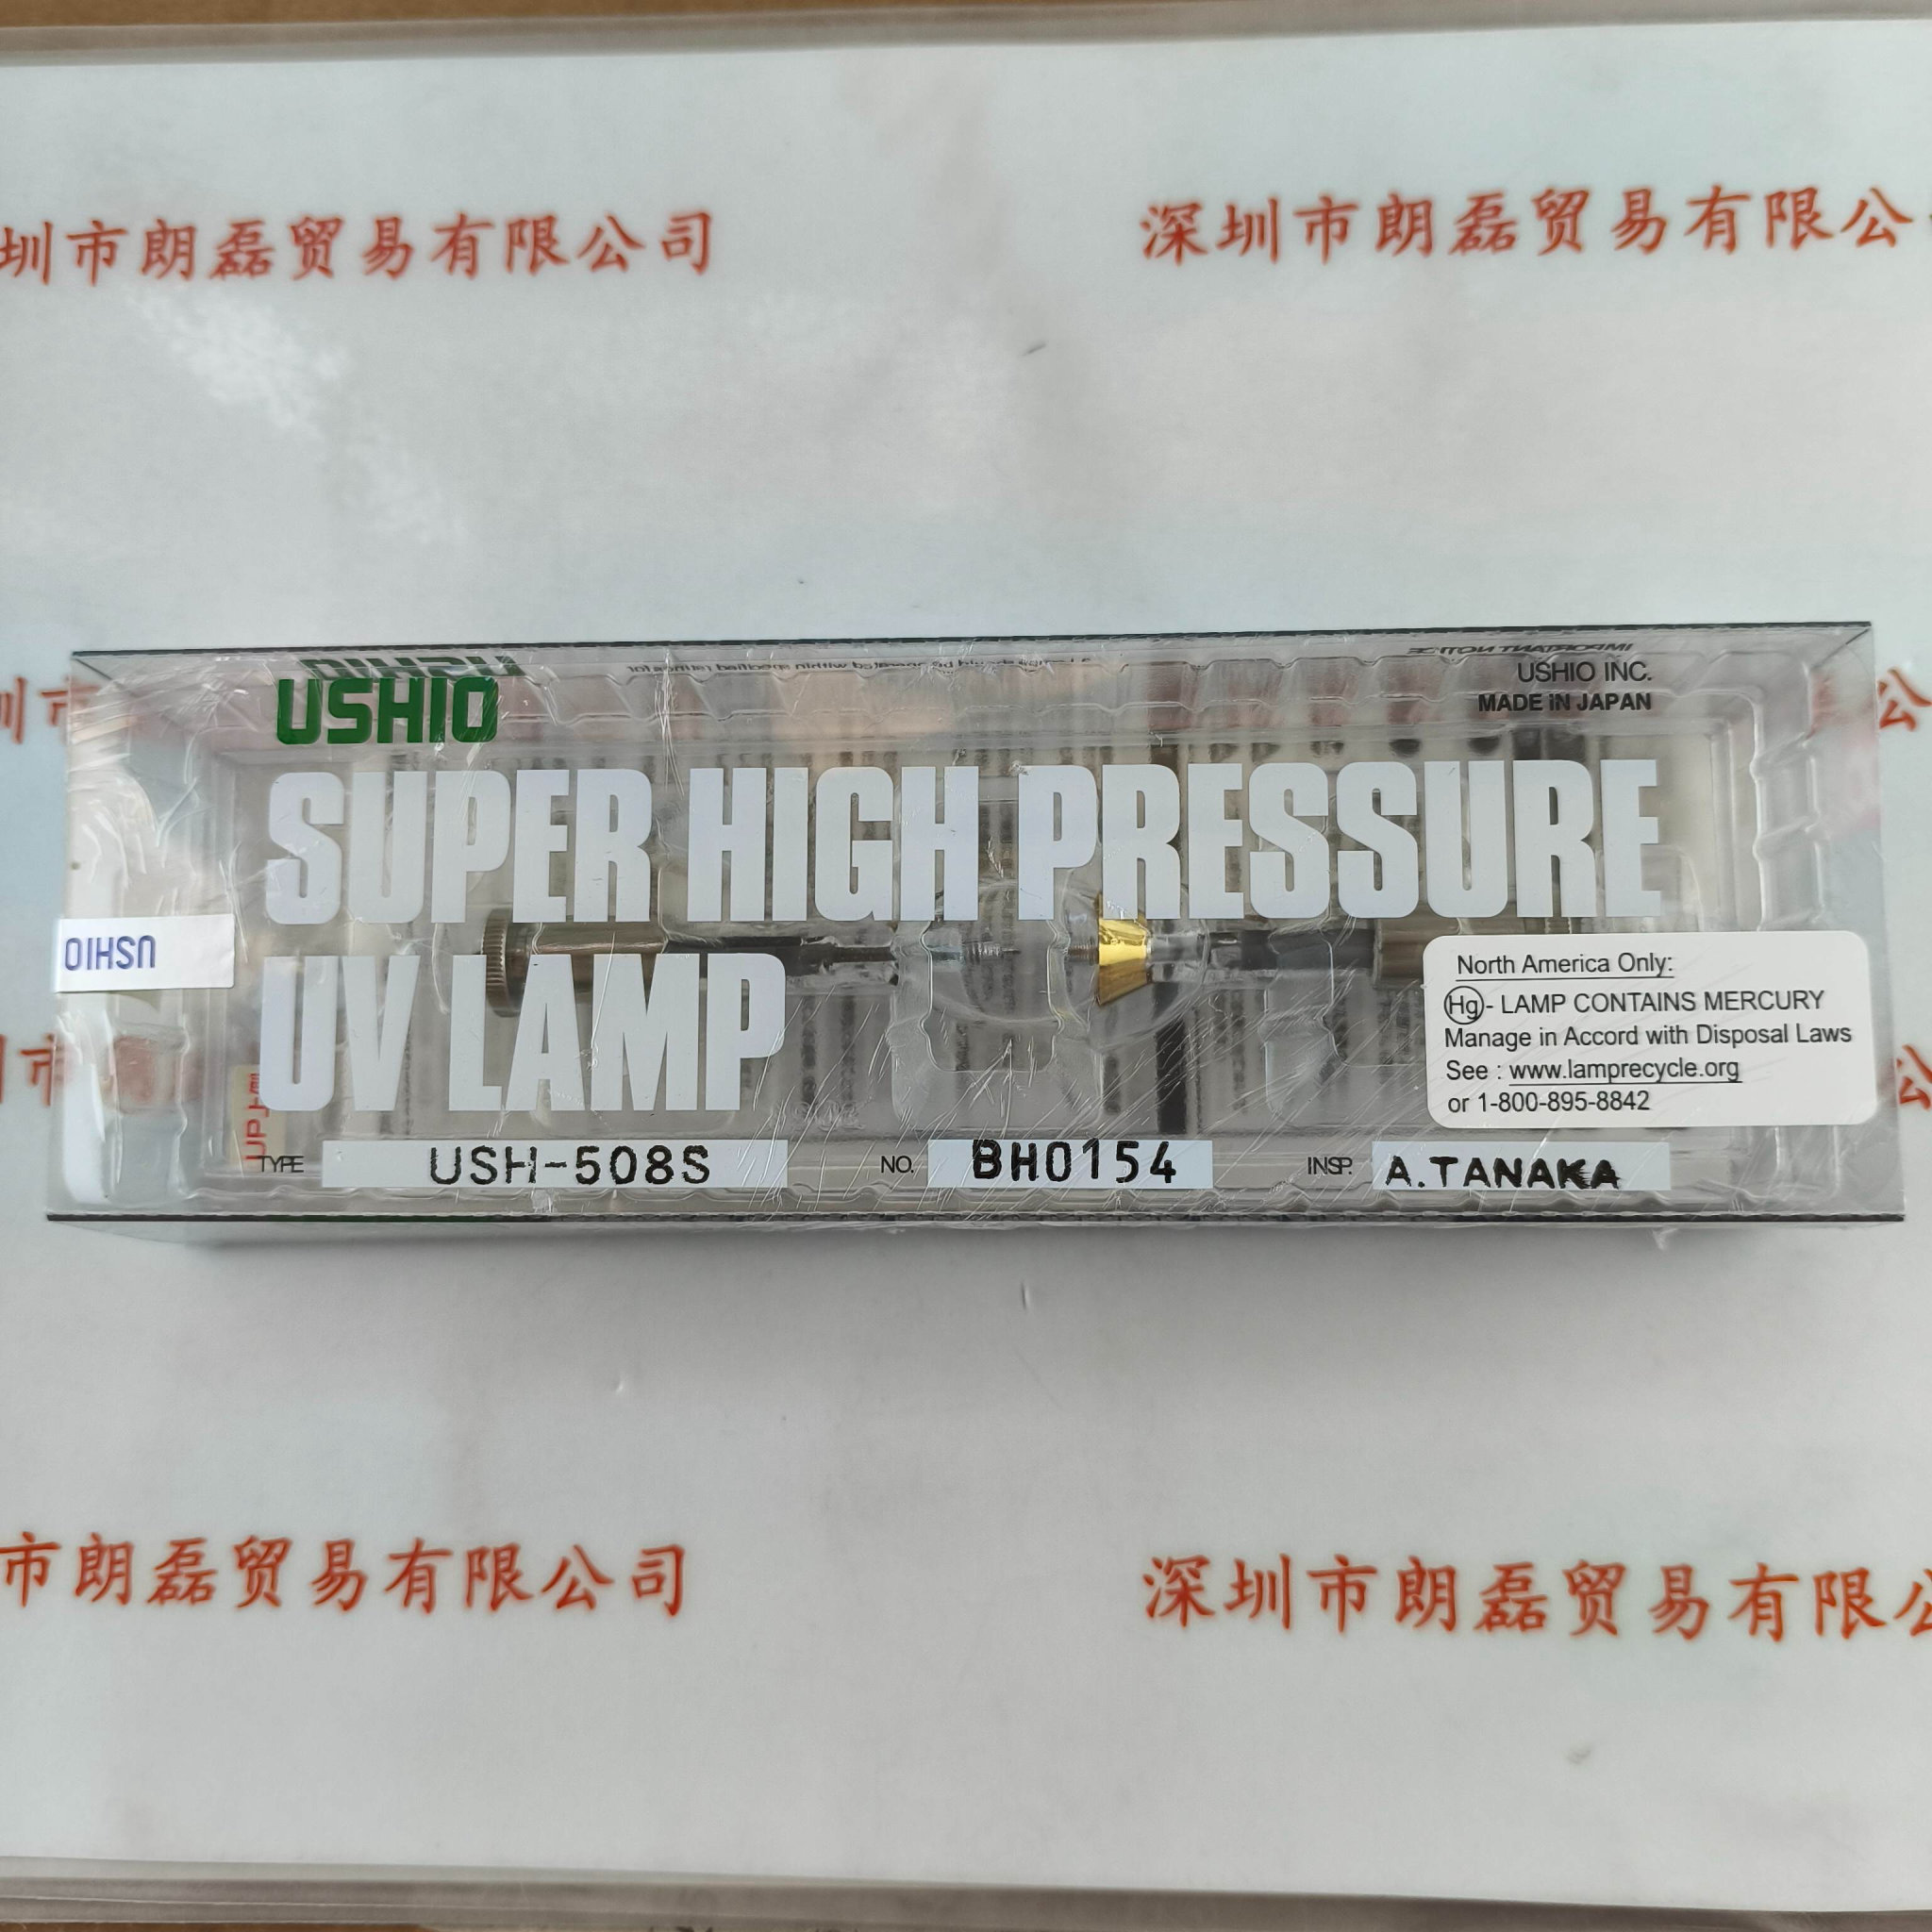 圳市朗磊贸易有限公司
深圳市朗磊贸易有限公
USHIO
USHIO INC.
MADE IN JAPAN
SUPER HIGH PRESSURE
UV LAMP
USHIO
North America Only:
Hg - LAMP CONTAINS MERCURY
Manage in Accord with Disposal Laws
See : www.lamprecycle.org
or 1-800-895-8842
TYPE USH-508S NO. BH0154 INSP. A.TANAKA
市朗磊贸易有限公司
深圳市朗磊贸易有限公